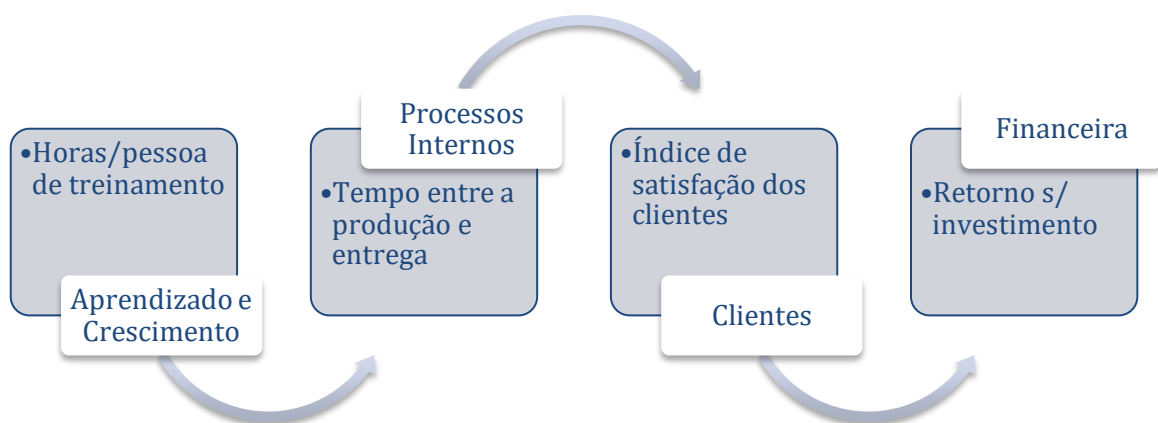 •Horas/pessoa
de treinamento
Aprendizado e
Crescimento
Processos
Internos
•Tempo entre a
produção e
entrega
•Índice de
satisfação dos
clientes
Clientes
Financeira
•Retorno s/
investimento